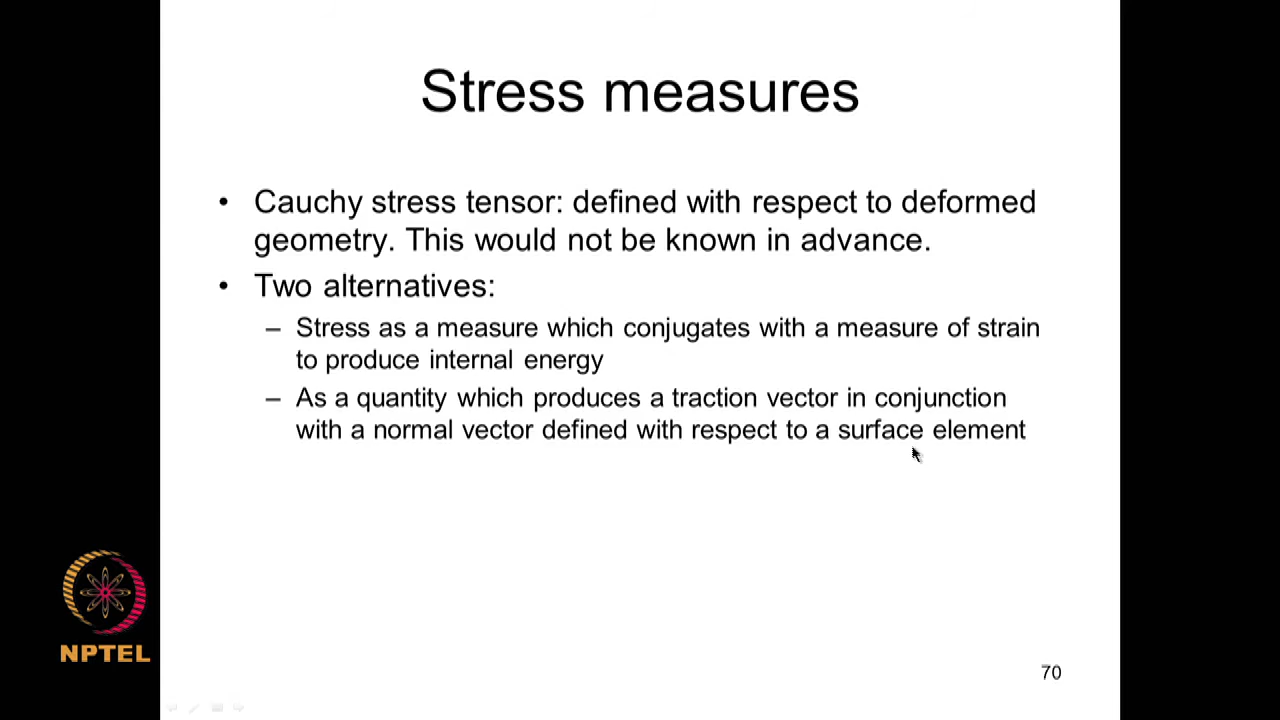 Stress measures
• Cauchy stress tensor: defined with respect to deformed
geometry. This would not be known in advance.
• Two alternatives:
– Stress as a measure which conjugates with a measure of strain
to produce internal energy
– As a quantity which produces a traction vector in conjunction
with a normal vector defined with respect to a surface element
NPTEL
70